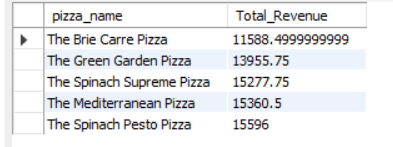 pizza_name Total_Revenue
The Brie Carre Pizza 11588.4999999999
The Green Garden Pizza 13955.75
The Spinach Supreme Pizza 15277.75
The Mediterranean Pizza 15360.5
The Spinach Pesto Pizza 15596